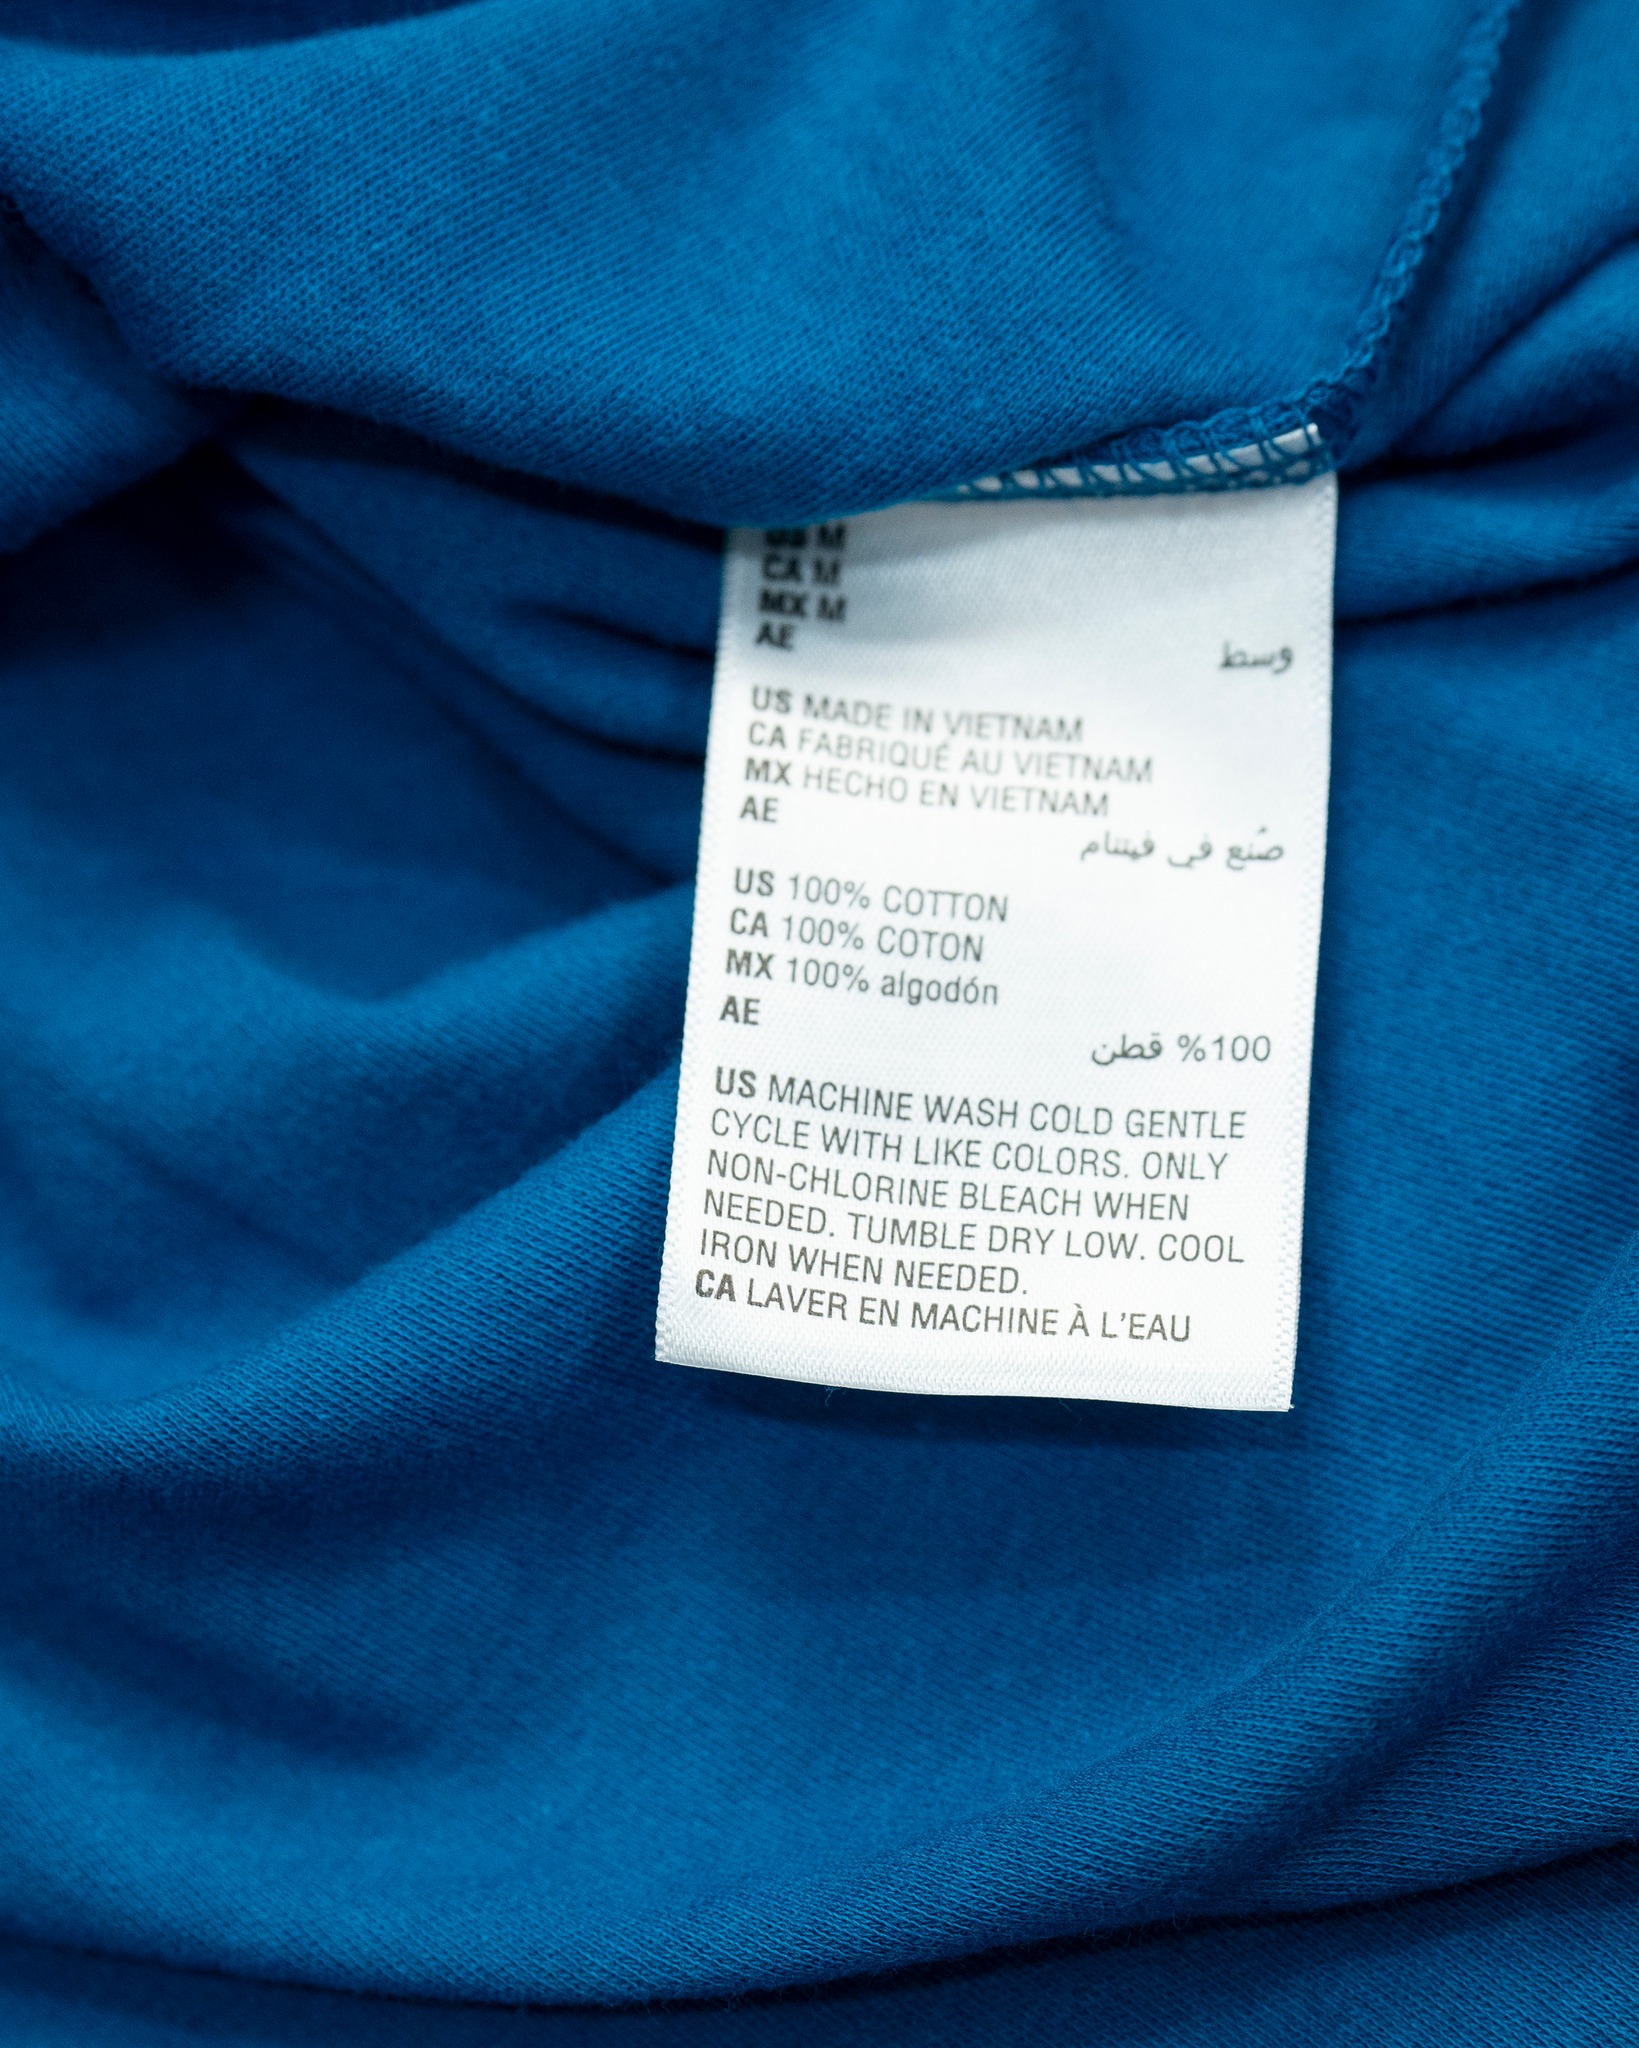 US M
CA M
MX M
AE
وسط
US MADE IN VIETNAM
CA FABRIQUÉ AU VIETNAM
MX HECHO EN VIETNAM
AE
صُنع في فيتنام
US 100% COTTON
CA 100% COTON
MX 100% algodón
AE
100% قطن
US MACHINE WASH COLD GENTLE
CYCLE WITH LIKE COLORS. ONLY
NON-CHLORINE BLEACH WHEN
NEEDED. TUMBLE DRY LOW. COOL
IRON WHEN NEEDED.
CA LAVER EN MACHINE À L'EAU